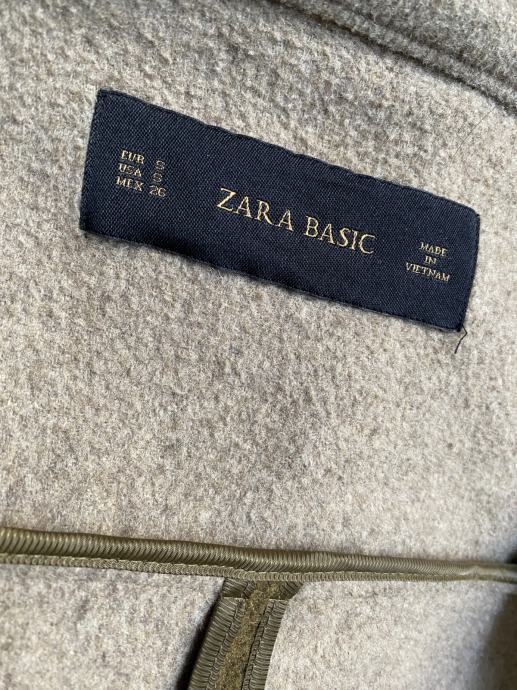 EUR S
USA S
MEX 26
ZARA BASIC
MADE
IN
VIETNAM